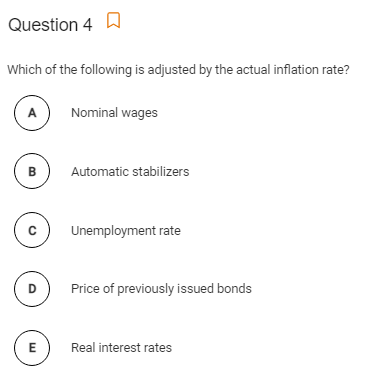 Question 4
Which of the following is adjusted by the actual inflation rate?
A Nominal wages
B Automatic stabilizers
C Unemployment rate
D Price of previously issued bonds
E Real interest rates